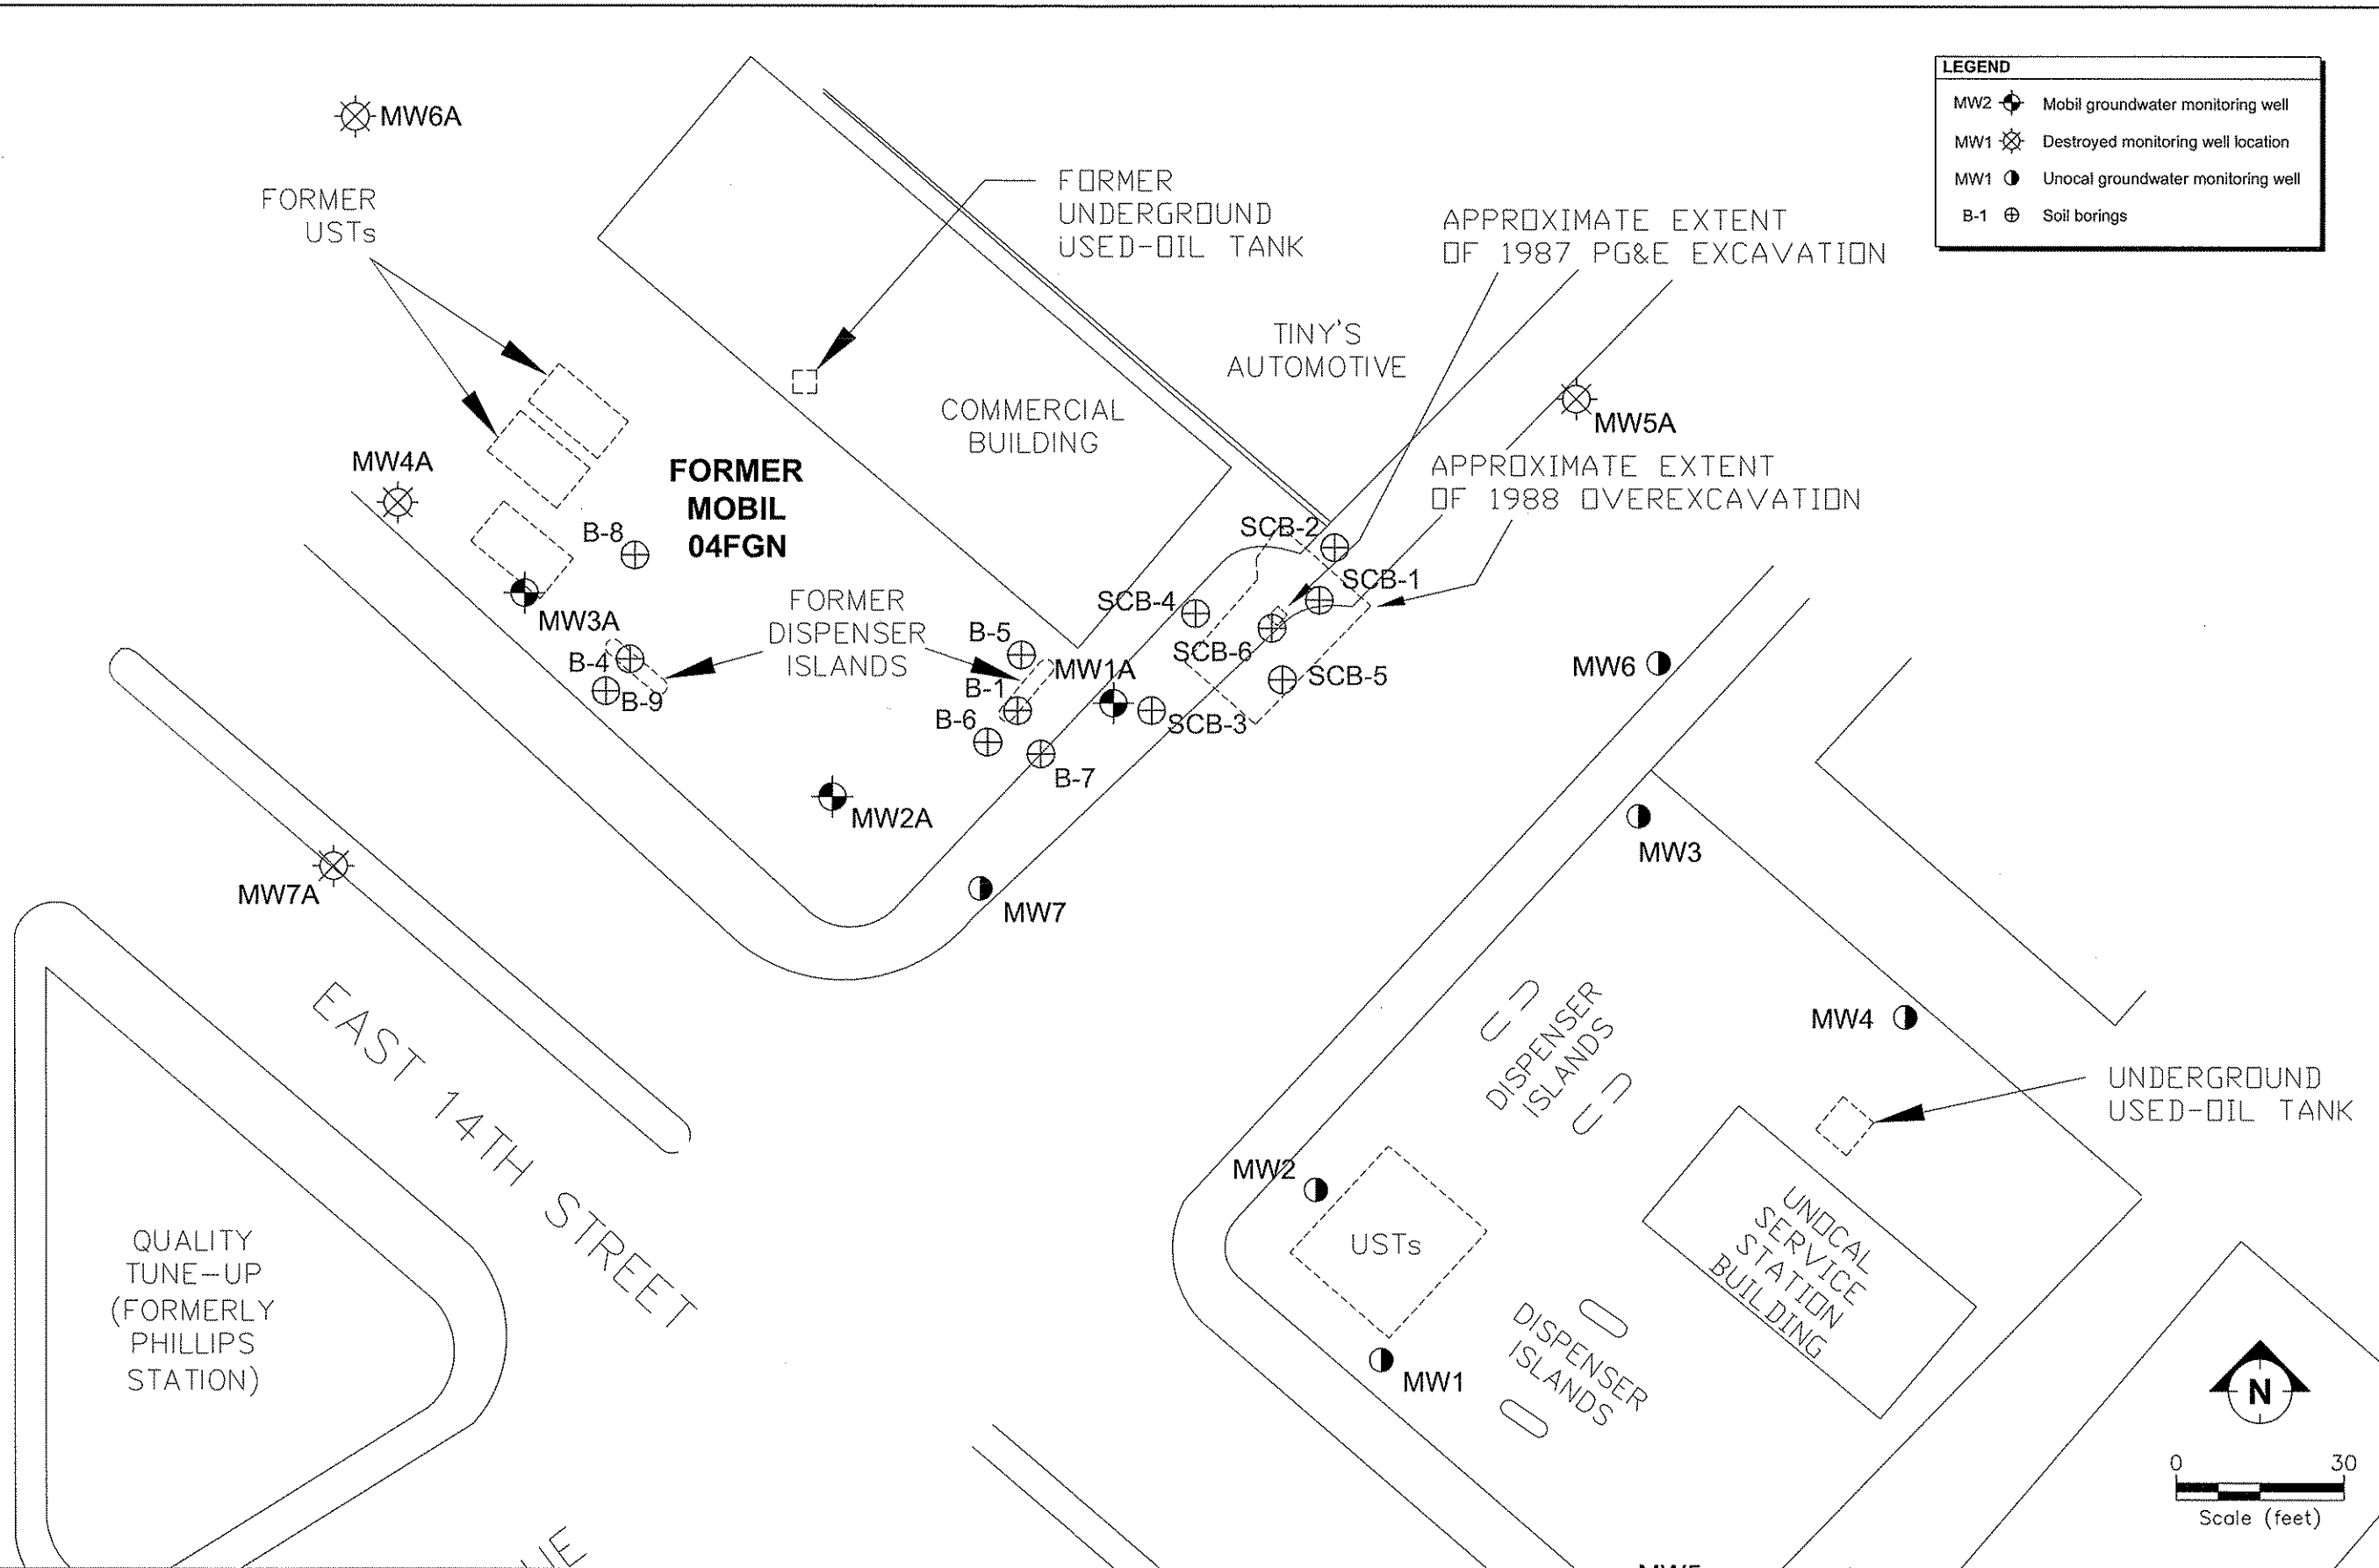 LEGEND
MW2 Mobil groundwater monitoring well
MW1 Destroyed monitoring well location
MW1 Unocal groundwater monitoring well
B-1 Soil borings
MW6A
FORMER
USTs
FORMER
UNDERGROUND
USED-OIL TANK
APPROXIMATE EXTENT
OF 1987 PG&E EXCAVATION
TINY'S
AUTOMOTIVE
COMMERCIAL
BUILDING
MW5A
APPROXIMATE EXTENT
OF 1988 OVEREXCAVATION
MW4A
FORMER
MOBIL
04FGN
B-8
SCB-2
SCB-1
SCB-4
MW3A
FORMER
DISPENSER
ISLANDS
B-5
SCB-6
B-4
MW1A
MW6
SCB-5
B-1
B-9
B-6
SCB-3
B-7
MW2A
MW3
MW7A
MW7
EAST 14TH STREET
DISPENSER
ISLANDS
MW4
UNDERGROUND
USED-OIL TANK
MW2
USTs
UNOCAL
SERVICE
STATION
BUILDING
QUALITY
TUNE-UP
(FORMERLY
PHILLIPS
STATION)
DISPENSER
ISLANDS
MW1
N
0 30
Scale (feet)
MW5